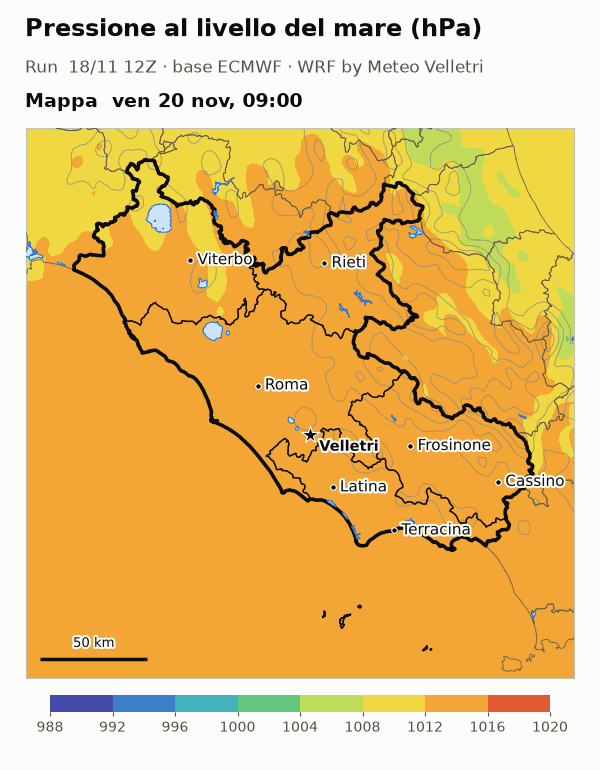 Pressione al livello del mare (hPa)
Run  18/11 12Z · base ECMWF · WRF by Meteo Velletri
Mappa  ven 20 nov, 09:00
Viterbo
Rieti
Roma
Velletri
Frosinone
Latina
Cassino
Terracina
50 km
988 992 996 1000 1004 1008 1012 1016 1020